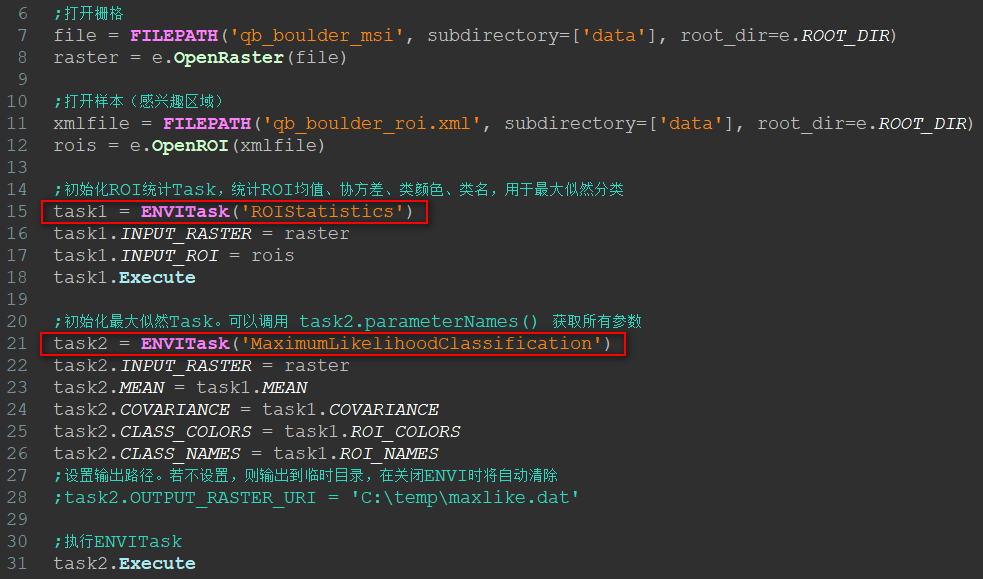 6 ;打开栅格
7 file = FILEPATH('qb_boulder_msi', subdirectory=['data'], root_dir=e.ROOT_DIR)
8 raster = e.OpenRaster(file)
9
10 ;打开样本（感兴趣区域）
11 xmlfile = FILEPATH('qb_boulder_roi.xml', subdirectory=['data'], root_dir=e.ROOT_DIR)
12 rois = e.OpenROI(xmlfile)
13
14 ;初始化ROI统计Task，统计ROI均值、协方差、类颜色、类名，用于最大似然分类
15 task1 = ENVITask('ROIStatistics')
16 task1.INPUT_RASTER = raster
17 task1.INPUT_ROI = rois
18 task1.Execute
19
20 ;初始化最大似然Task。可以调用 task2.parameterNames() 获取所有参数
21 task2 = ENVITask('MaximumLikelihoodClassification')
22 task2.INPUT_RASTER = raster
23 task2.MEAN = task1.MEAN
24 task2.COVARIANCE = task1.COVARIANCE
25 task2.CLASS_COLORS = task1.ROI_COLORS
26 task2.CLASS_NAMES = task1.ROI_NAMES
27 ;设置输出路径。若不设置，则输出到临时目录，在关闭ENVI时将自动清除
28 ;task2.OUTPUT_RASTER_URI = 'C:\temp\maxlike.dat'
29
30 ;执行ENVITask
31 task2.Execute